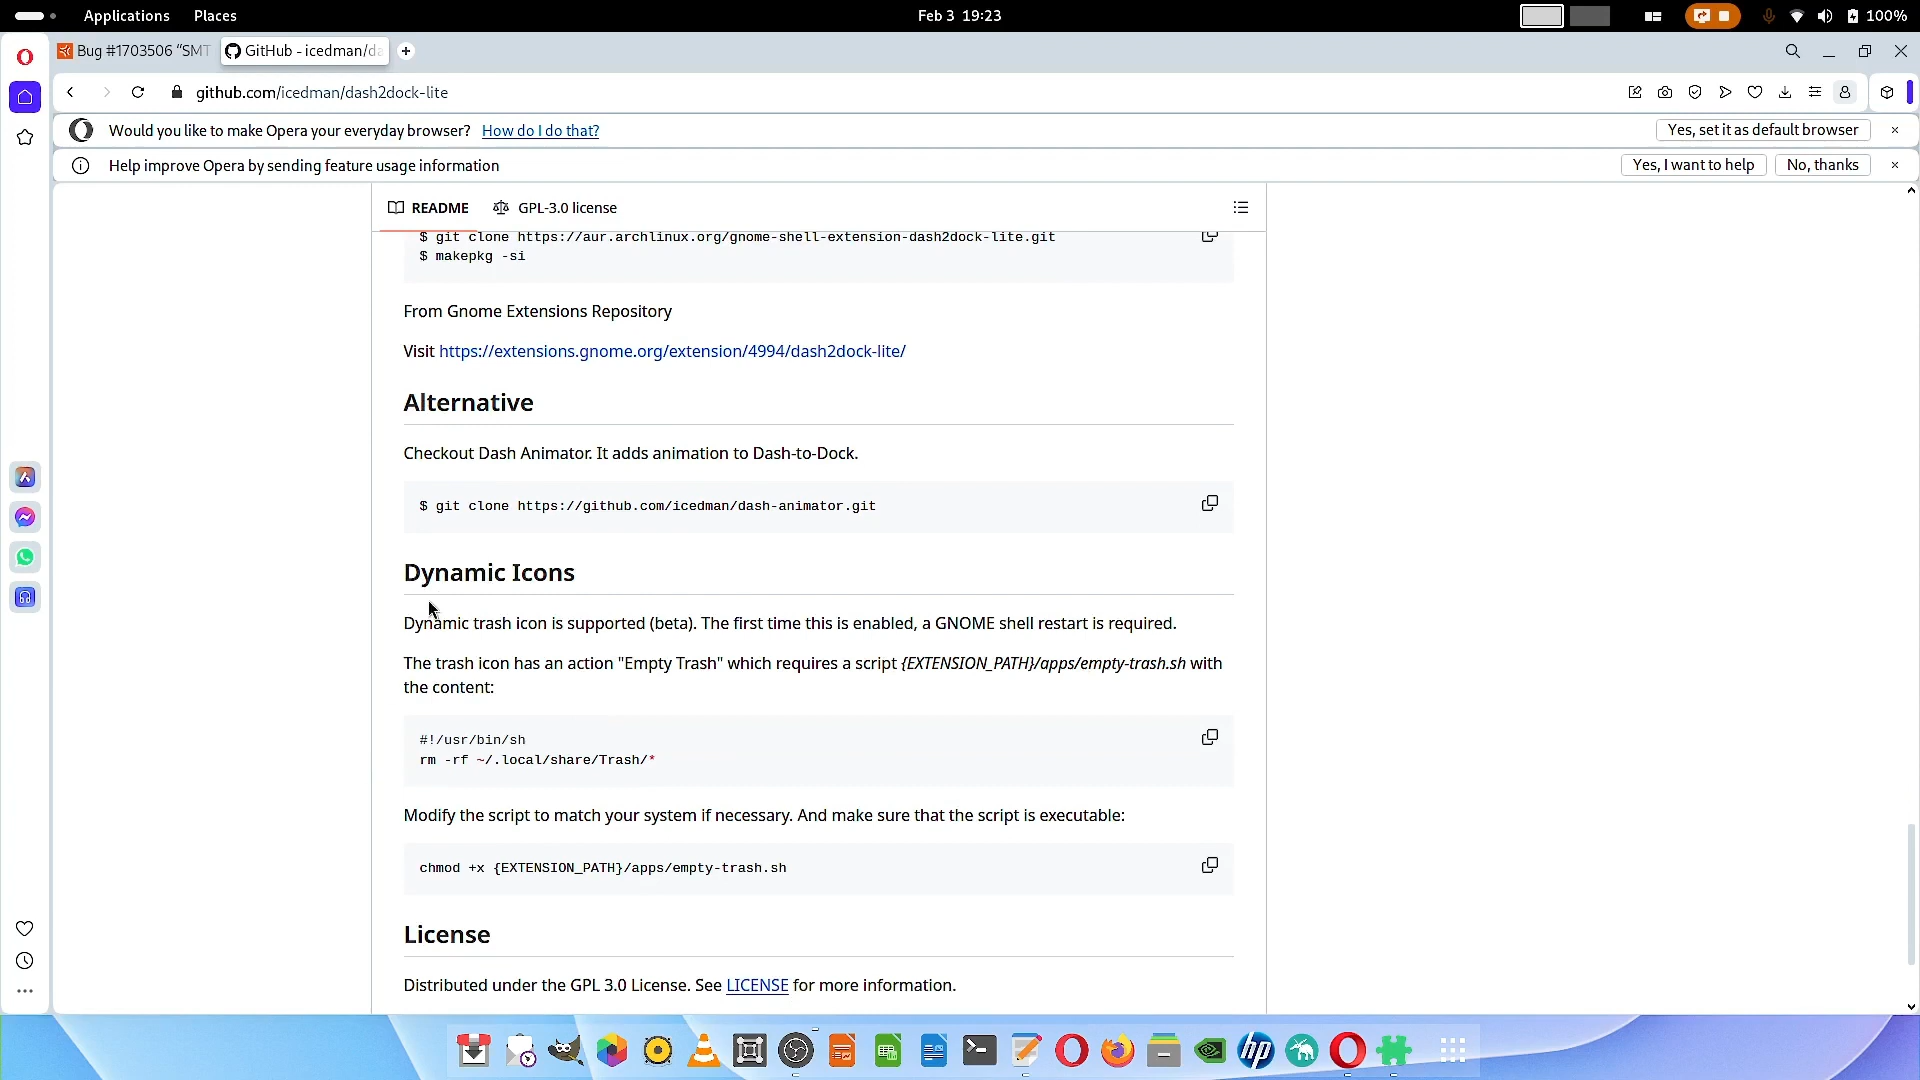 Applications Places Feb 3 19:23 100%
Bug #1703506 “SMT GitHub - icedman/da
github.com/icedman/dash2dock-lite
Would you like to make Opera your everyday browser? How do I do that? Yes, set it as default browser
Help improve Opera by sending feature usage information Yes, I want to help No, thanks
README GPL-3.0 license
$ git clone https://aur.archlinux.org/gnome-shell-extension-dash2dock-lite.git
$ makepkg -si
From Gnome Extensions Repository
Visit https://extensions.gnome.org/extension/4994/dash2dock-lite/
Alternative
Checkout Dash Animator. It adds animation to Dash-to-Dock.
$ git clone https://github.com/icedman/dash-animator.git
Dynamic Icons
Dynamic trash icon is supported (beta). The first time this is enabled, a GNOME shell restart is required.
The trash icon has an action "Empty Trash" which requires a script {EXTENSION_PATH}/apps/empty-trash.sh with
the content:
#!/usr/bin/sh
rm -rf ~/.local/share/Trash/*
Modify the script to match your system if necessary. And make sure that the script is executable:
chmod +x {EXTENSION_PATH}/apps/empty-trash.sh
License
Distributed under the GPL 3.0 License. See LICENSE for more information.
hp